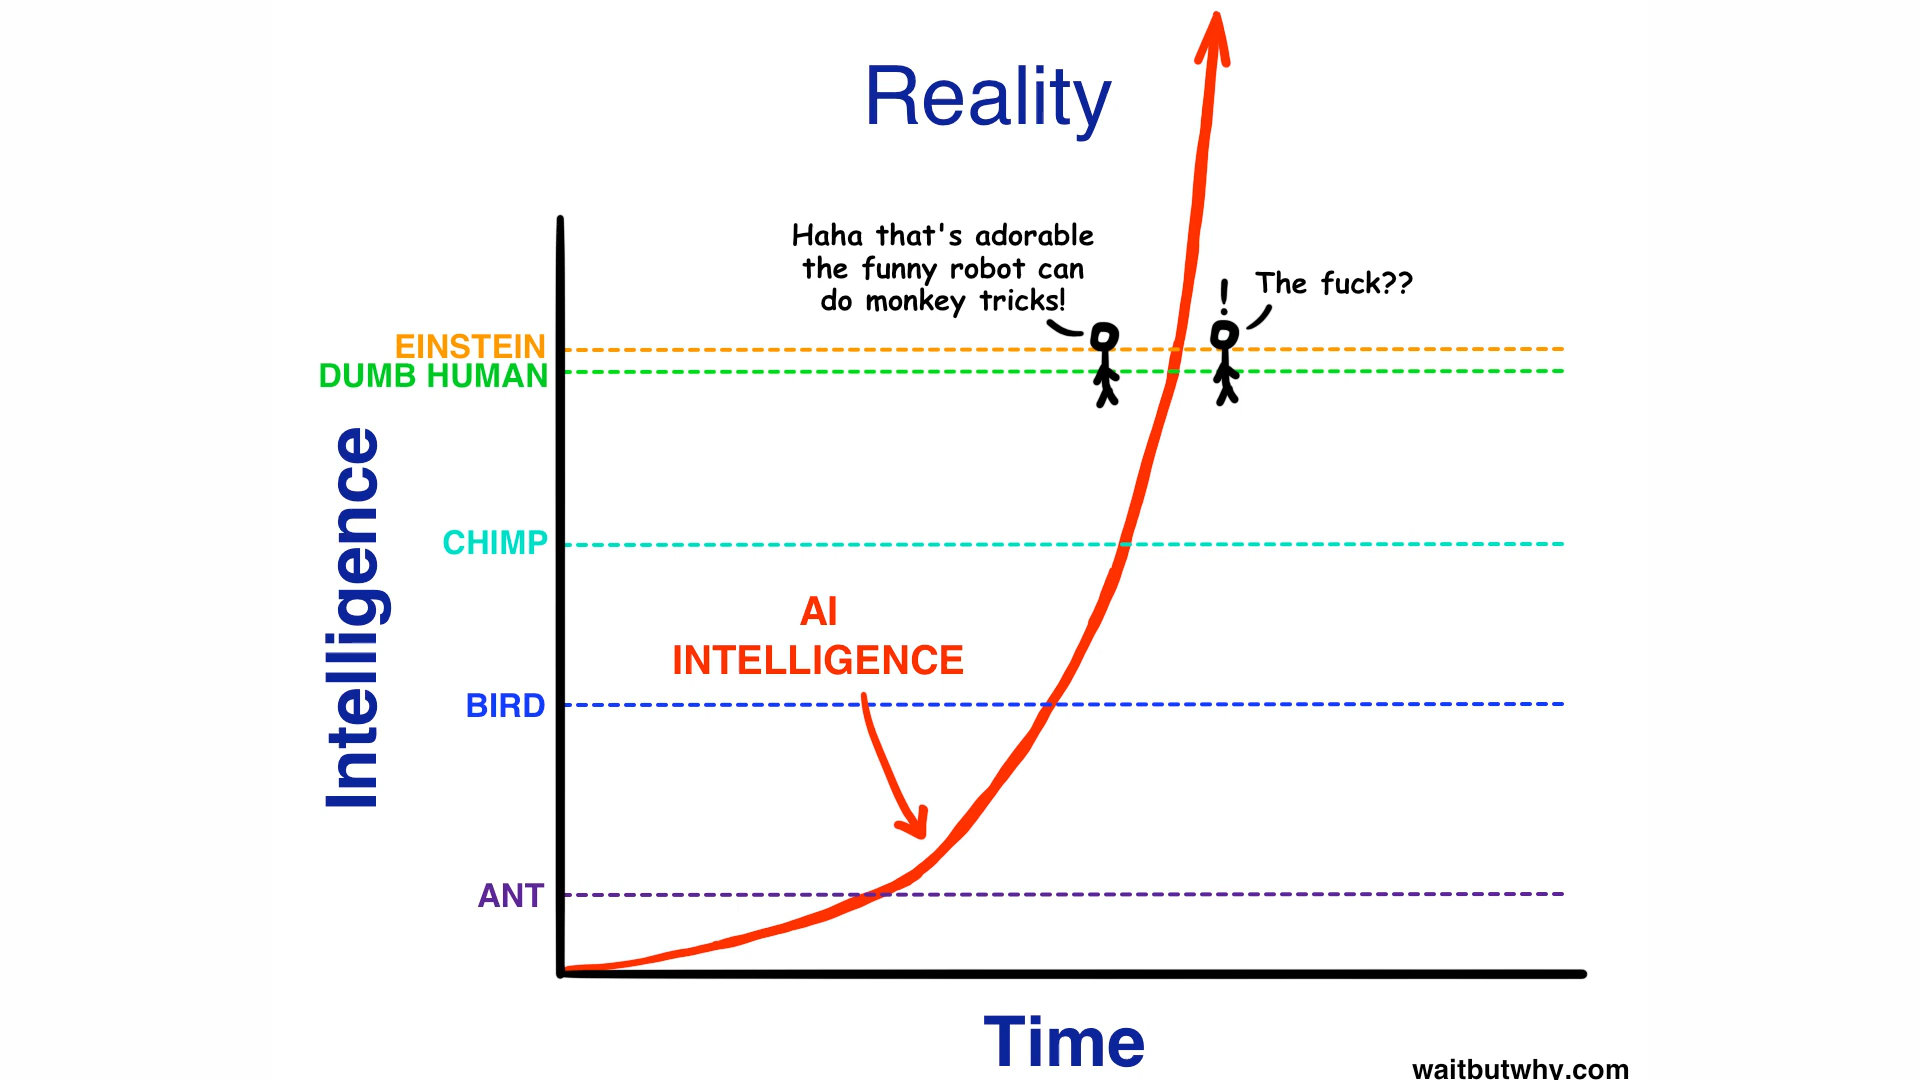 Reality
Haha that's adorable
the funny robot can
do monkey tricks!
!
The fuck??
EINSTEIN
DUMB HUMAN
CHIMP
AI
INTELLIGENCE
BIRD
ANT
Intelligence
Time
waitbutwhy.com